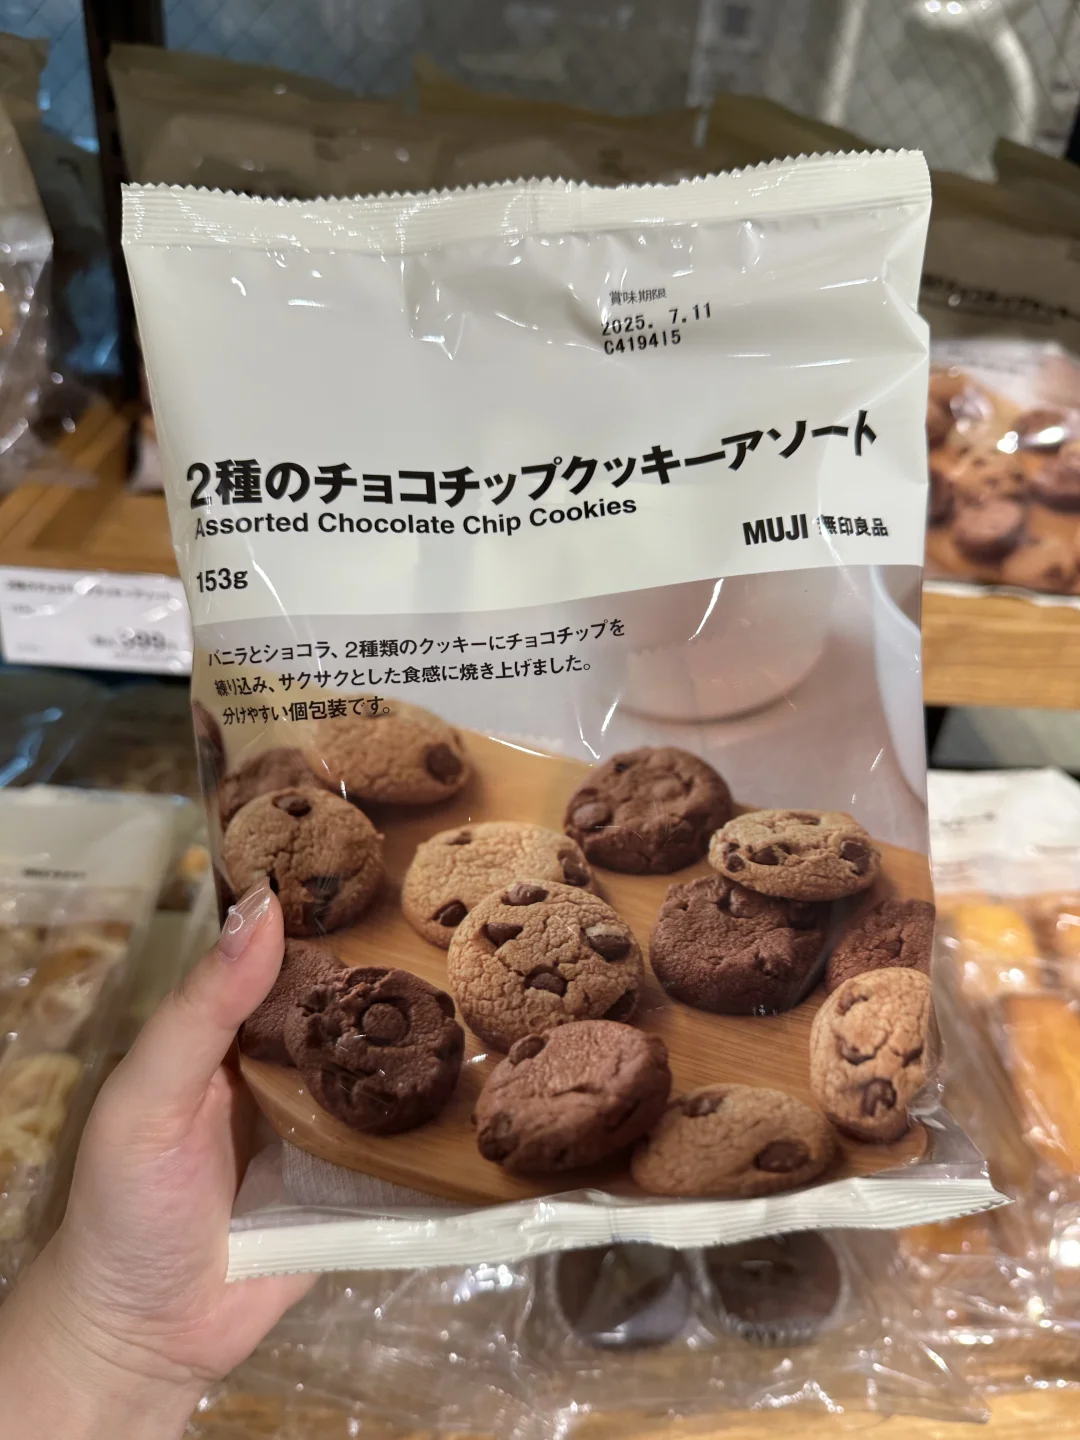 賞味期限
2025. 7.11
C419415
2種のチョコチップクッキーアソート
Assorted Chocolate Chip Cookies
MUJI 無印良品
153g
バニラとショコラ、2種類のクッキーにチョコチップを
練り込み、サクサクとした食感に焼き上げました。
分けやすい個包装です。
399